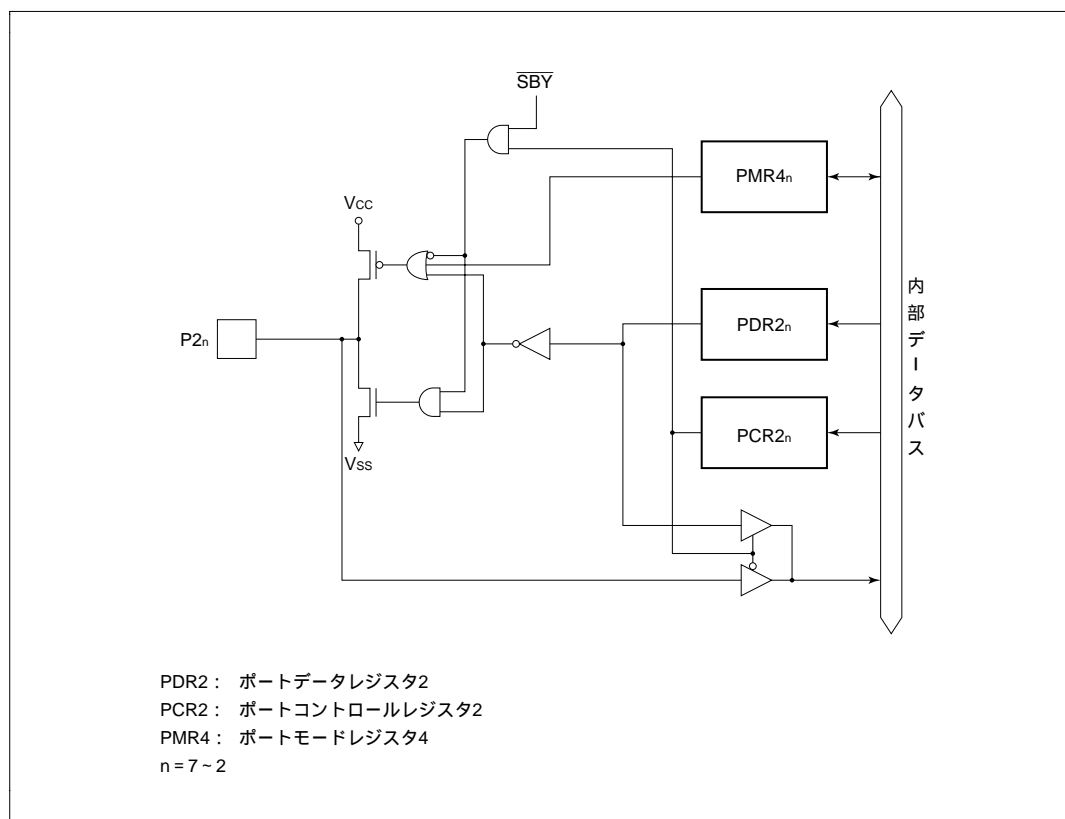 SBY
PMR4n
VCC
PDR2n
P2n
PCR2n
VSS
内部データバス
PDR2： ポートデータレジスタ2
PCR2： ポートコントロールレジスタ2
PMR4： ポートモードレジスタ4
n = 7 ~ 2